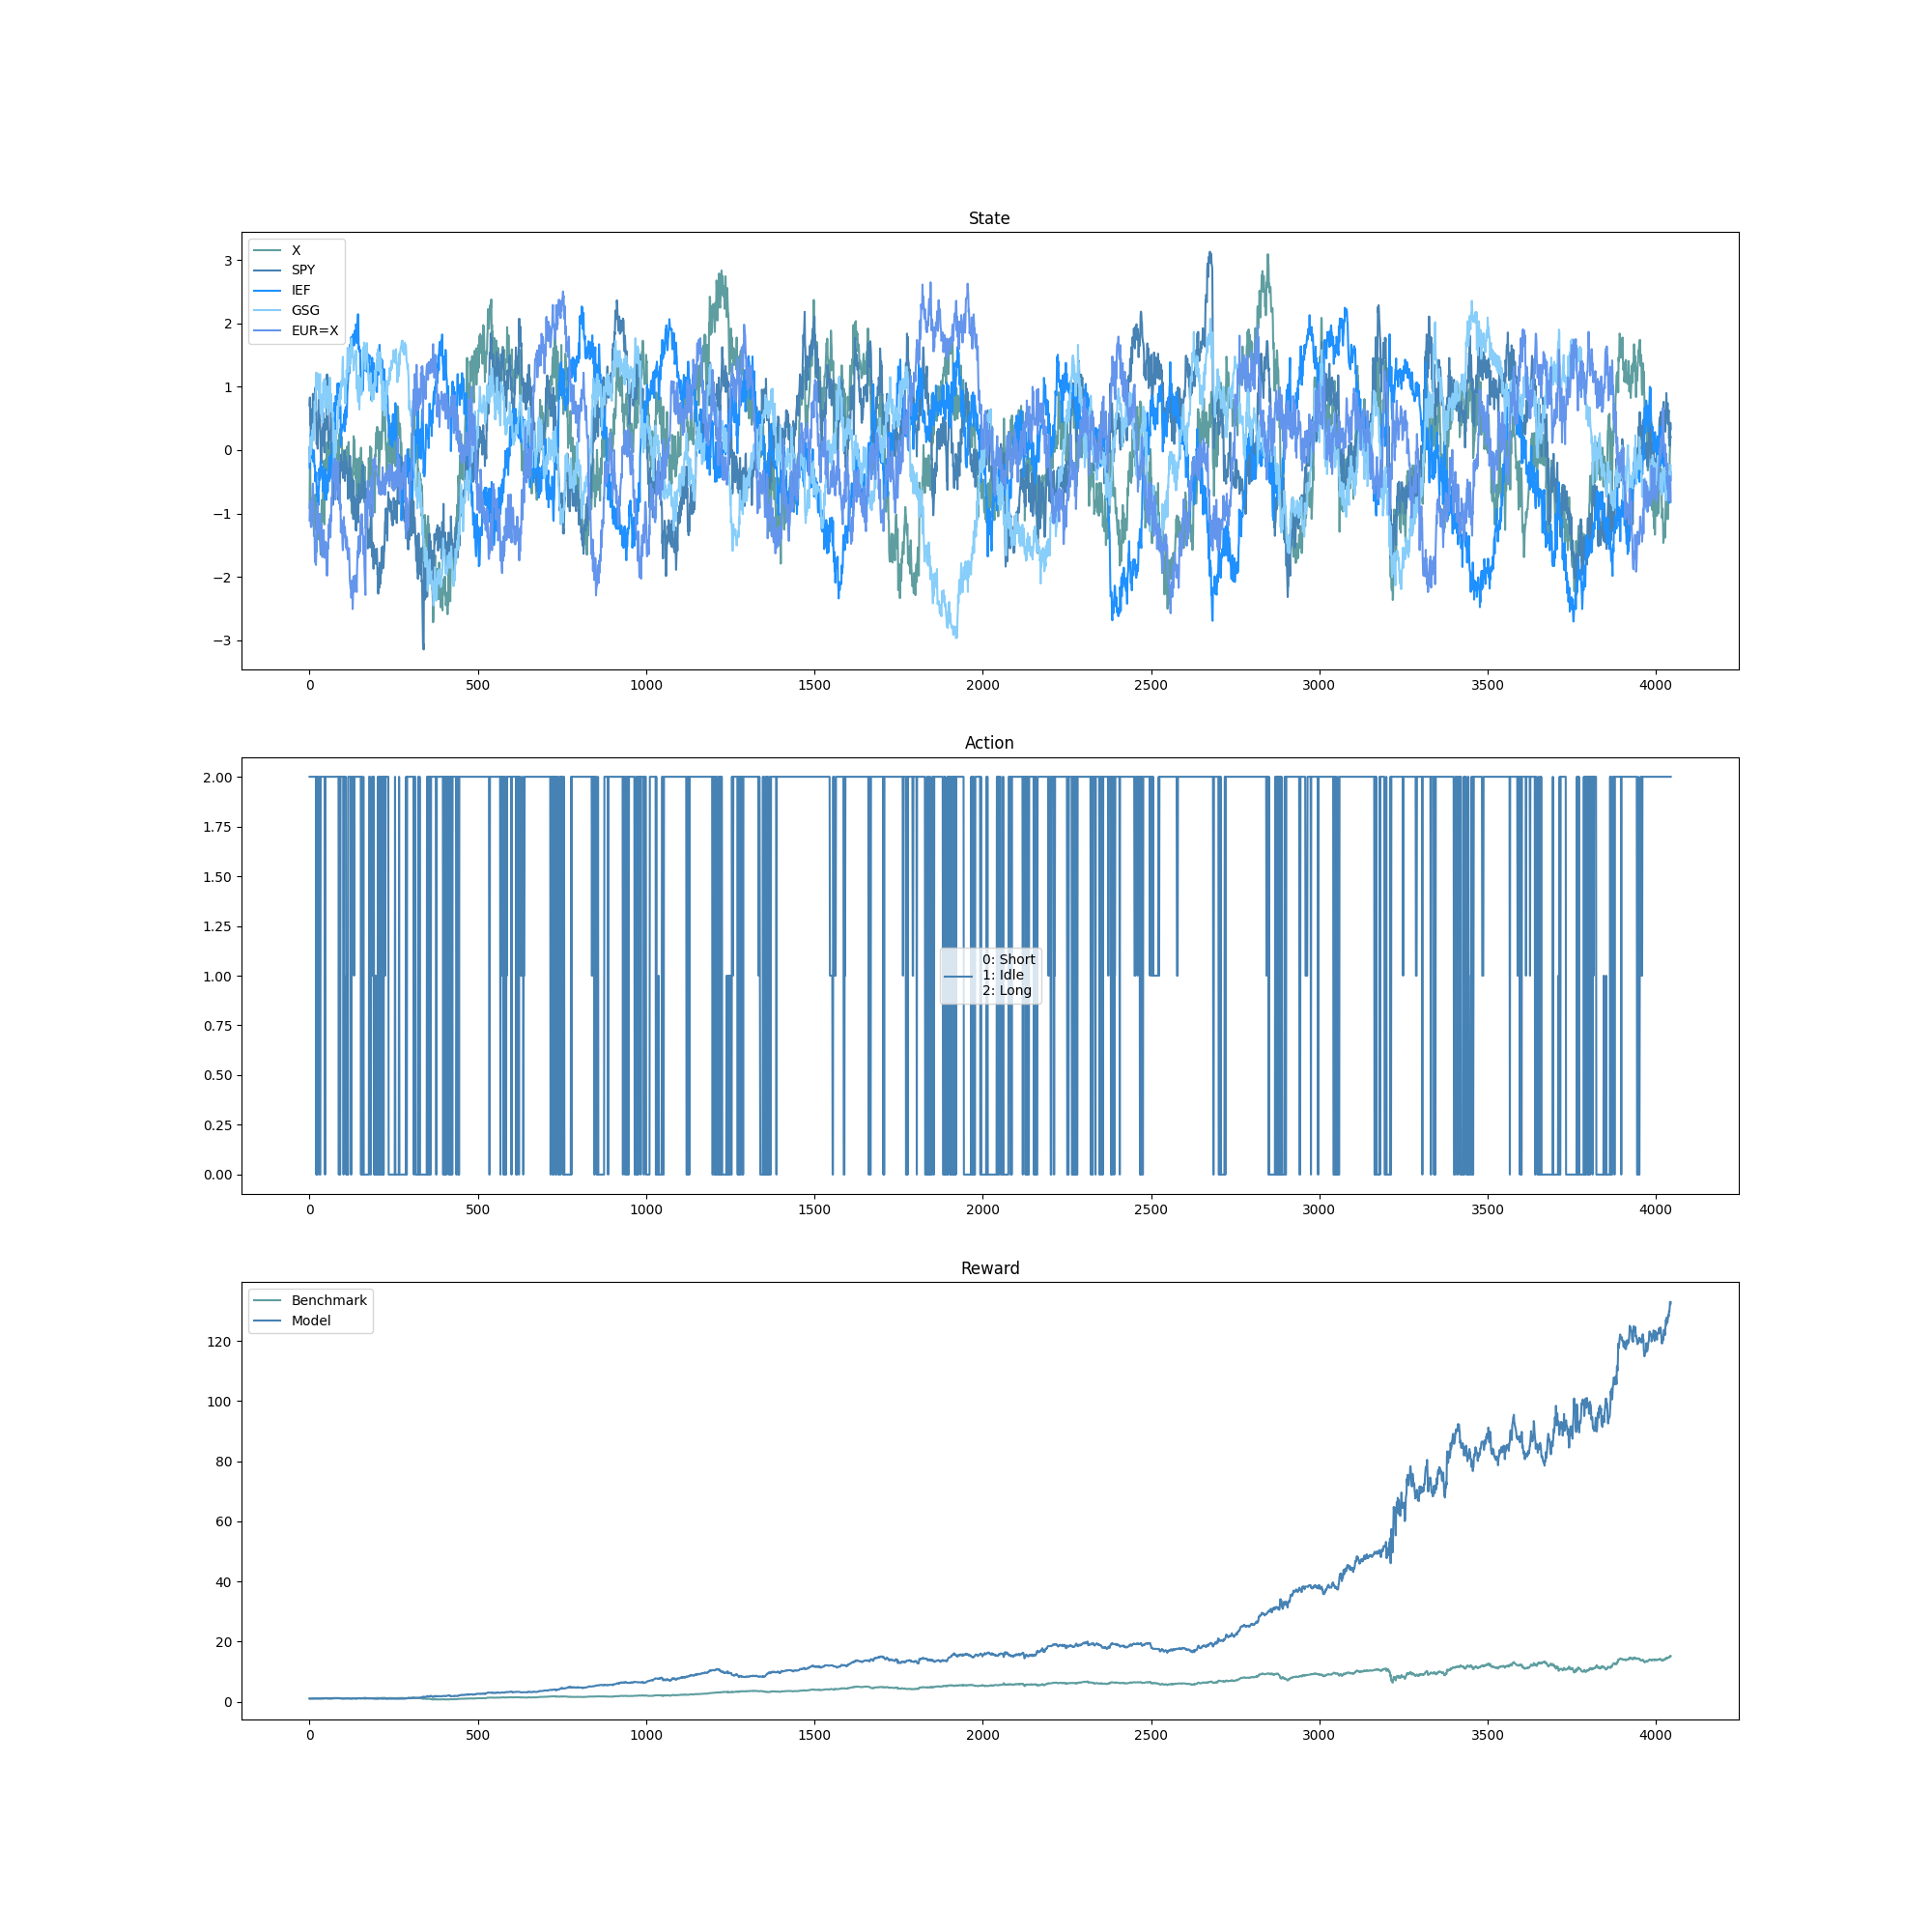 State
X
SPY
IEF
GSG
EUR=X
3
2
1
0
−1
−2
−3
0 500 1000 1500 2000 2500 3000 3500 4000
Action
2.00
1.75
1.50
1.25
1.00
0.75
0.50
0.25
0.00
0: Short
1: Idle
2: Long
0 500 1000 1500 2000 2500 3000 3500 4000
Reward
Benchmark
Model
120
100
80
60
40
20
0
0 500 1000 1500 2000 2500 3000 3500 4000